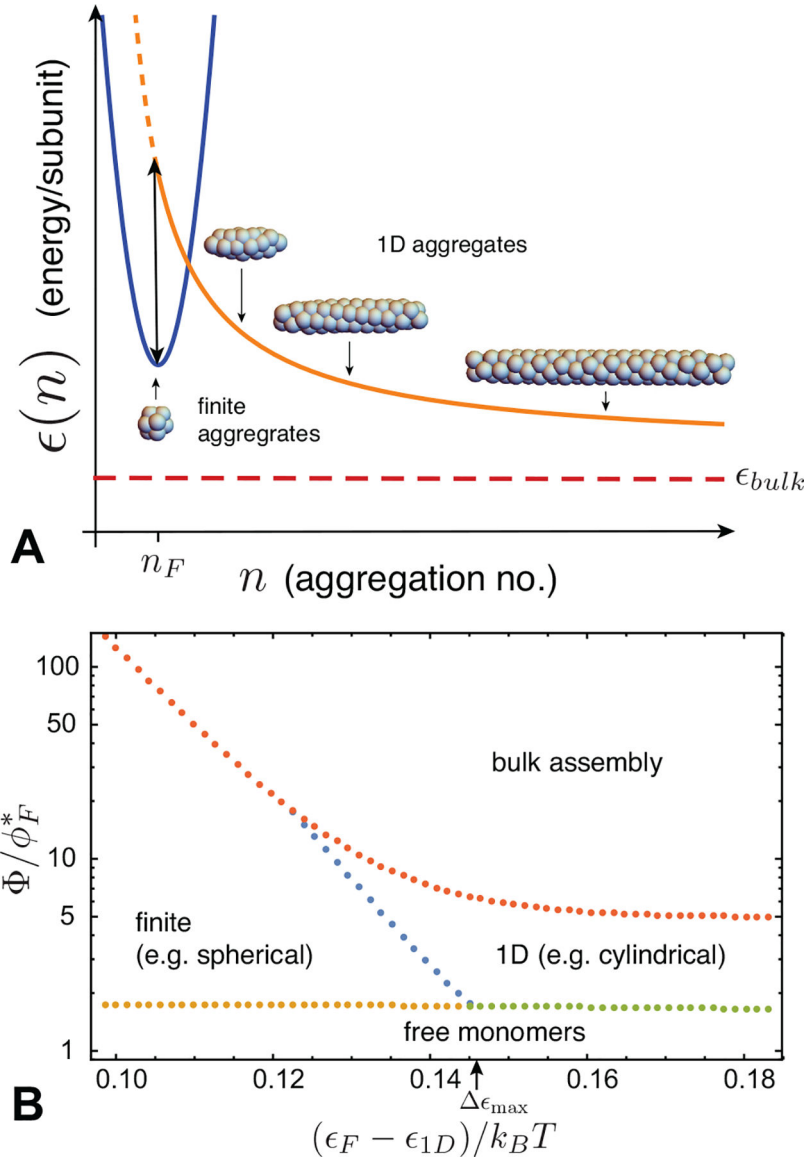 ϵ(n) (energy/subunit)
1D aggregates
finite
aggregrates
ϵ_bulk
A
n_F
n (aggregation no.)
100
50
10
5
1
Φ/ϕ*_F
bulk assembly
finite
(e.g. spherical)
1D (e.g. cylindrical)
free monomers
0.10
0.12
0.14
0.16
0.18
Δϵ_max
B
(ϵ_F − ϵ_1D)/k_BT